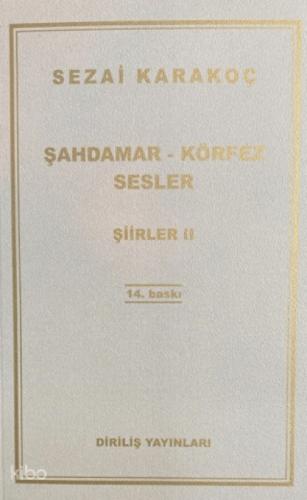 SEZAİ KARAKOÇ
ŞAHDAMAR - KÖRFEZ
SESLER
ŞİİRLER II
14. baskı
DİRİLİŞ YAYINLARI
kibo